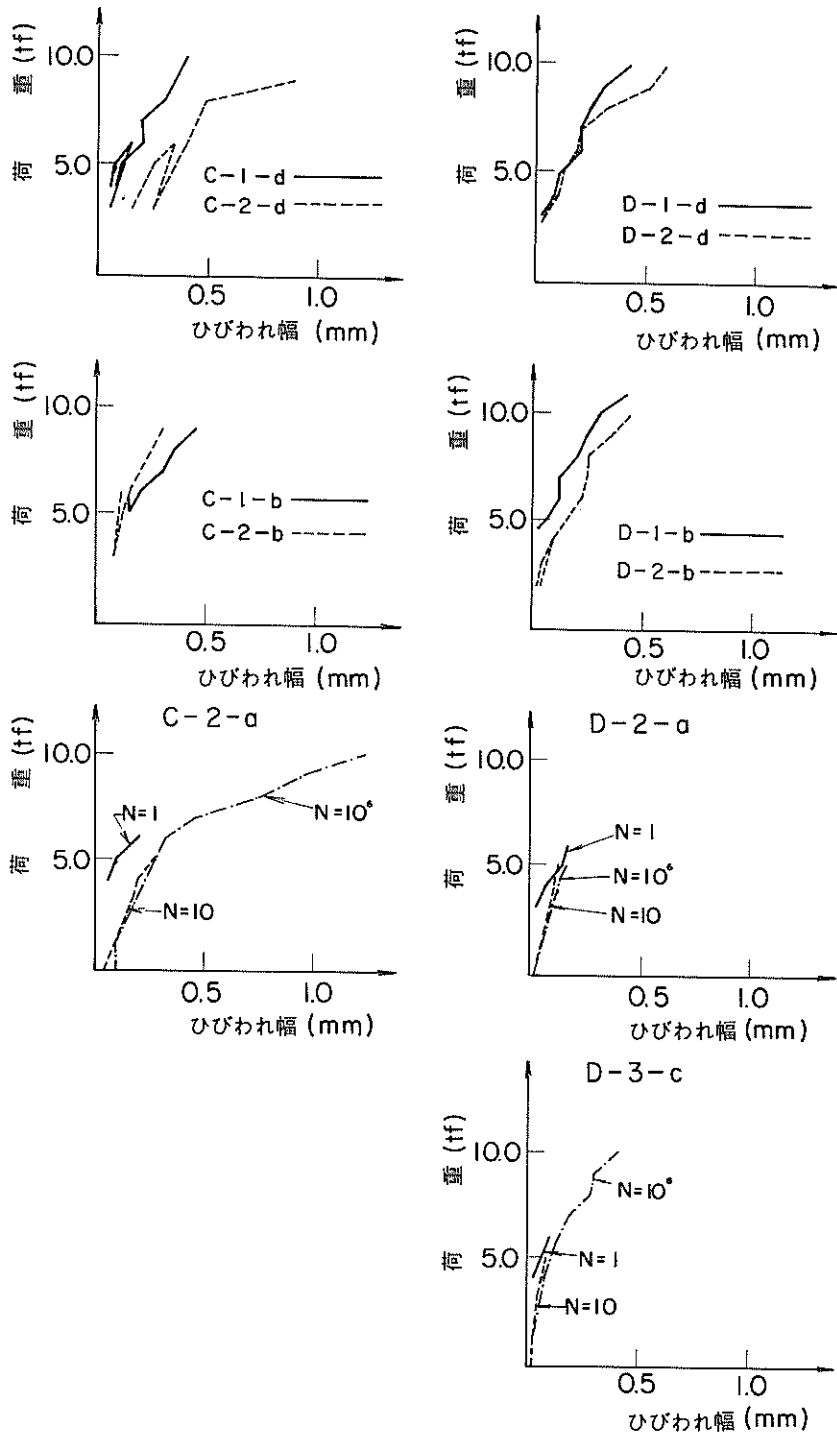 荷 重 (tf)
10.0
5.0
C-1-d
C-2-d
0.5 1.0
ひびわれ幅 (mm)
荷 重 (tf)
10.0
5.0
D-1-d
D-2-d
0.5 1.0
ひびわれ幅 (mm)
荷 重 (tf)
10.0
5.0
C-1-b
C-2-b
0.5 1.0
ひびわれ幅 (mm)
荷 重 (tf)
10.0
5.0
D-1-b
D-2-b
0.5 1.0
ひびわれ幅 (mm)
C-2-a
荷 重 (tf)
10.0
N=1
N=10⁶
5.0
N=10
0.5 1.0
ひびわれ幅 (mm)
D-2-a
荷 重 (tf)
10.0
N=1
5.0
N=10⁶
N=10
0.5 1.0
ひびわれ幅 (mm)
D-3-c
荷 重 (tf)
10.0
N=10⁶
5.0
N=1
N=10
0.5 1.0
ひびわれ幅 (mm)